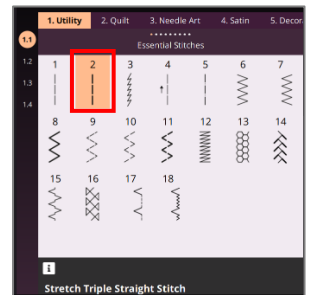 1. Utility 2. Quilt 3. Needle Art 4. Satin 5. Decor
1.1 Essential Stitches
1.2 1 2 3 4 5 6 7
1.3
1.4
8 9 10 11 12 13 14
15 16 17 18
i
Stretch Triple Straight Stitch